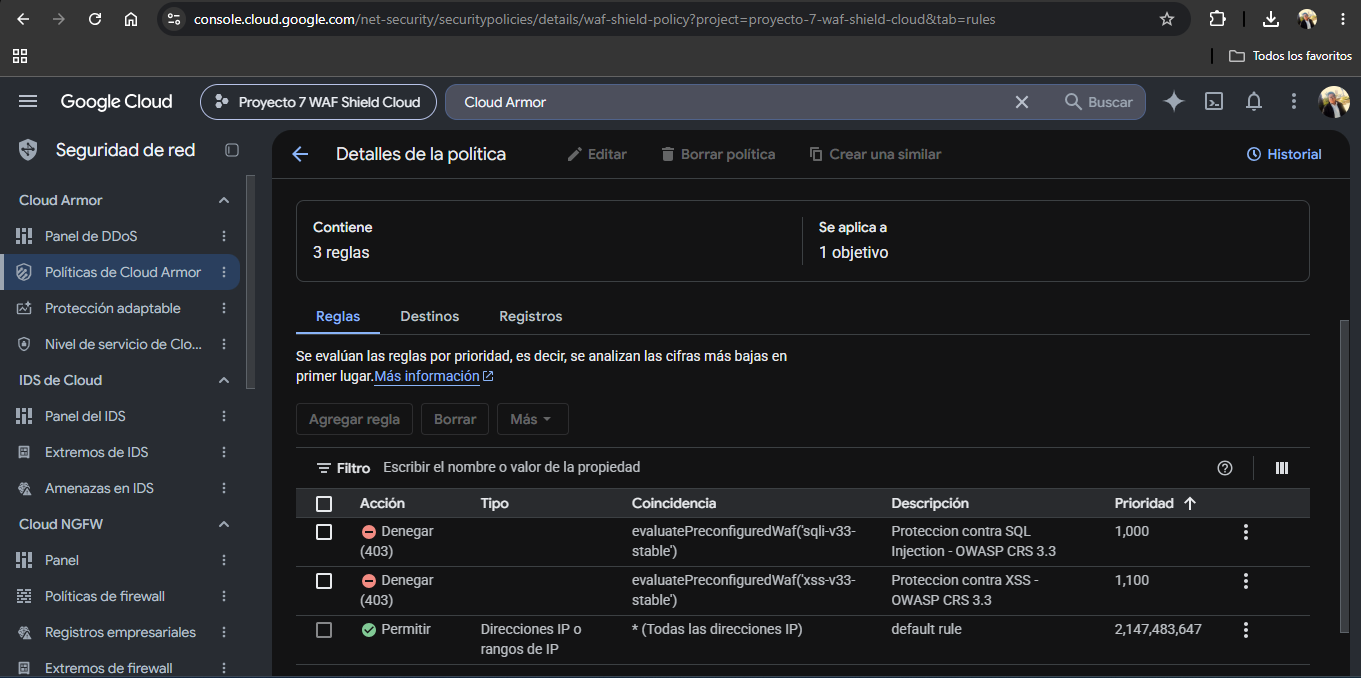 console.cloud.google.com/net-security/securitypolicies/details/waf-shield-policy?project=proyecto-7-waf-shield-cloud&tab=rules
Todos los favoritos
Google Cloud
Proyecto 7 WAF Shield Cloud
Cloud Armor
Buscar
Seguridad de red
Cloud Armor
Panel de DDoS
Políticas de Cloud Armor
Protección adaptable
Nivel de servicio de Clo...
IDS de Cloud
Panel del IDS
Extremos de IDS
Amenazas en IDS
Cloud NGFW
Panel
Políticas de firewall
Registros empresariales
Extremos de firewall
Detalles de la política
Editar
Borrar política
Crear una similar
Historial
Contiene
3 reglas
Se aplica a
1 objetivo
Reglas
Destinos
Registros
Se evalúan las reglas por prioridad, es decir, se analizan las cifras más bajas en
primer lugar.Más información
Agregar regla
Borrar
Más
Filtro Escribir el nombre o valor de la propiedad
Acción Tipo Coincidencia Descripción Prioridad
Denegar evaluatePreconfiguredWaf('sqli-v33- Proteccion contra SQL 1,000
(403) stable') Injection - OWASP CRS 3.3
Denegar evaluatePreconfiguredWaf('xss-v33- Proteccion contra XSS - 1,100
(403) stable') OWASP CRS 3.3
Permitir Direcciones IP o * (Todas las direcciones IP) default rule 2,147,483,647
rangos de IP